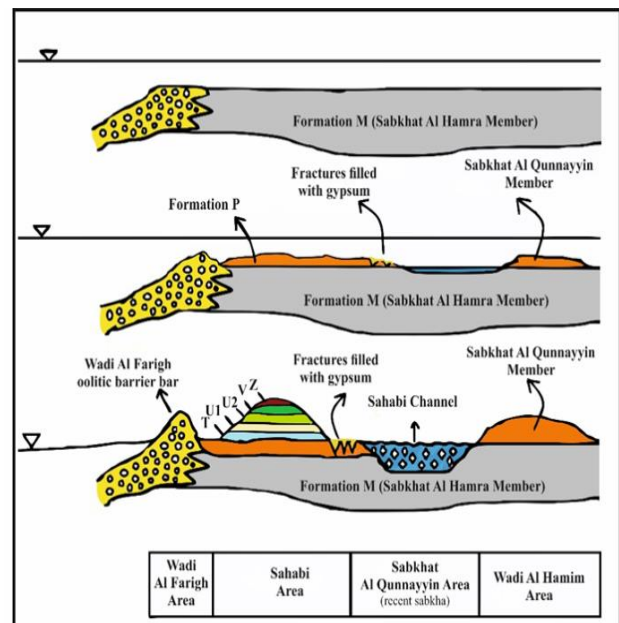 Formation M (Sabkhat Al Hamra Member)
Fractures filled
with gypsum
Sabkhat Al Qunnayyin
Member
Formation P
Formation M (Sabkhat Al Hamra Member)
Wadi Al Farigh
oolitic barrier bar
Fractures filled
with gypsum
Sabkhat Al Qunnayyin
Member
Sahabi Channel
T U1 U2 V Z
Formation M (Sabkhat Al Hamra Member)
Wadi
Al Farigh
Area
Sahabi
Area
Sabkhat
Al Qunnayyin Area
(recent sabkha)
Wadi Al Hamim
Area